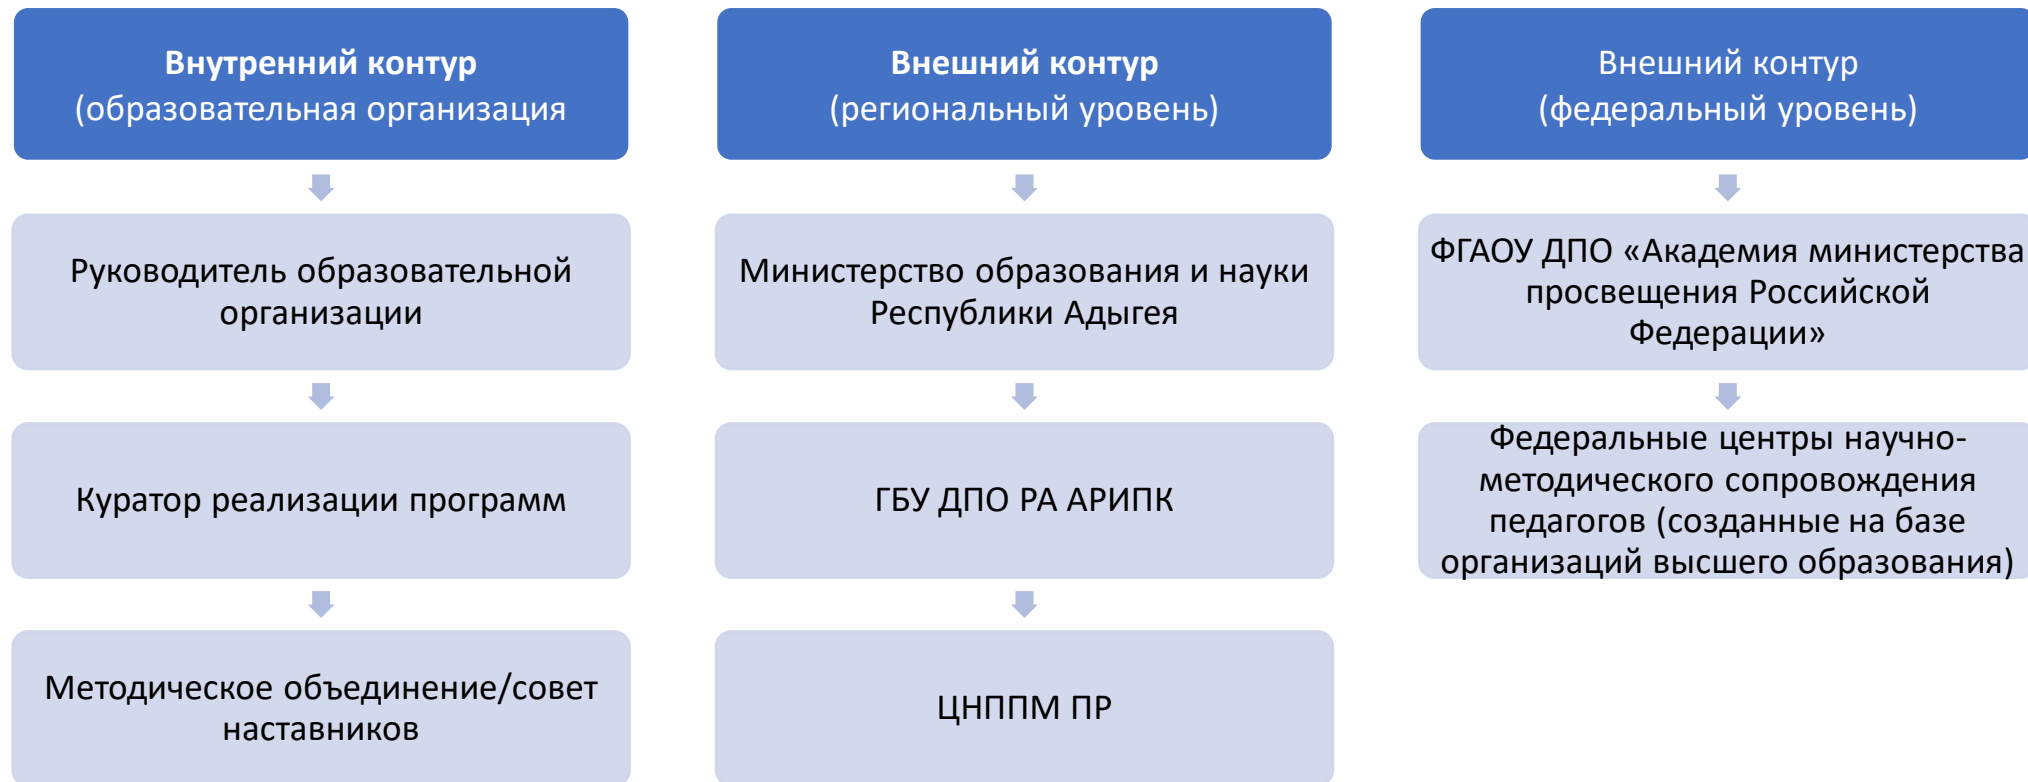 Внутренний контур
(образовательная организация
Руководитель образовательной
организации
Куратор реализации программ
Методическое объединение/совет
наставников
Внешний контур
(региональный уровень)
Министерство образования и науки
Республики Адыгея
ГБУ ДПО РА АРИПК
ЦНППМ ПР
Внешний контур
(федеральный уровень)
ФГАОУ ДПО «Академия министерства
просвещения Российской
Федерации»
Федеральные центры научно-
методического сопровождения
педагогов (созданные на базе
организаций высшего образования)